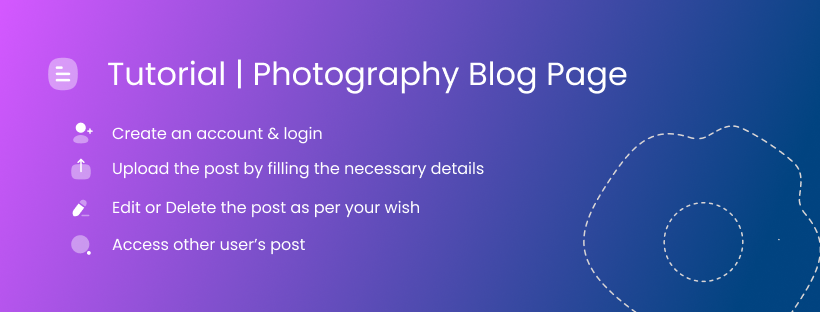 Tutorial | Photography Blog Page
Create an account & login
Upload the post by filling the necessary details
Edit or Delete the post as per your wish
Access other user’s post